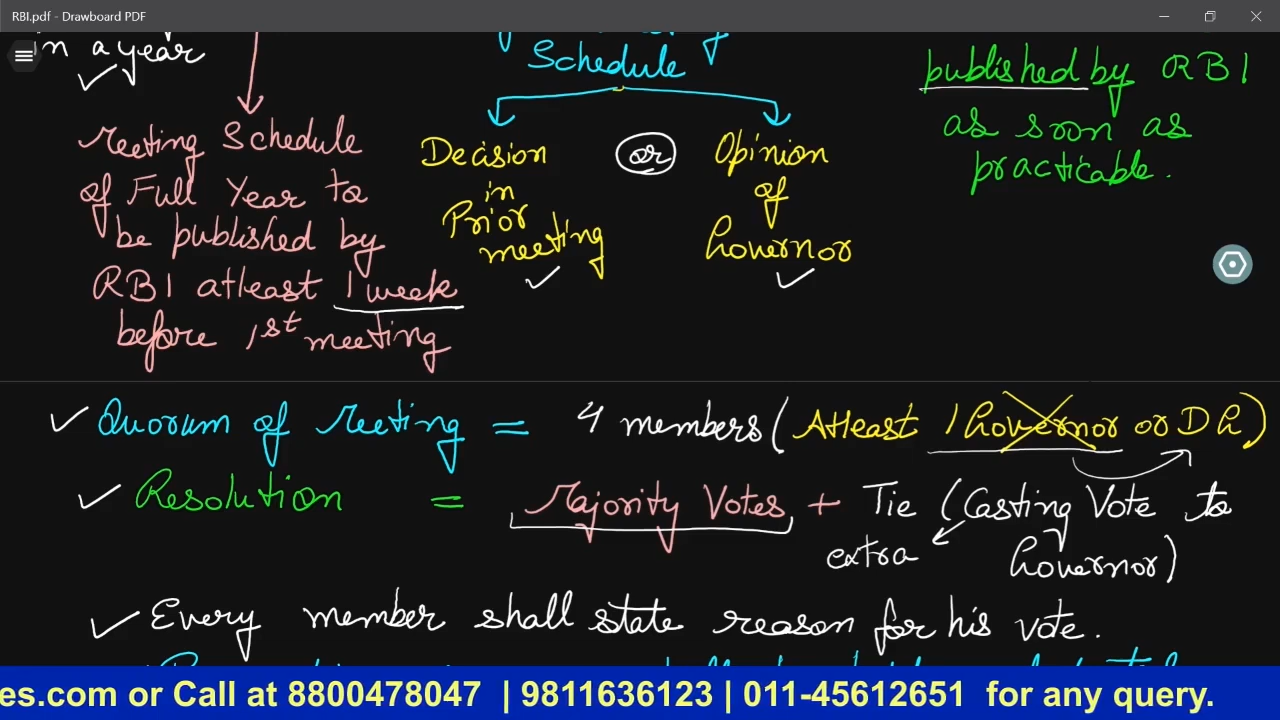 RBI.pdf - Drawboard PDF
in a year
Schedule
published by RBI
as soon as
practicable.
Meeting Schedule
of Full Year to
be published by
RBI atleast 1 week
before 1st meeting
Decision
in
Prior
meeting
or
Opinion
of
Governor
Quorum of Meeting = 4 members (Atleast 1 Governor or DG)
Resolution = Majority Votes + Tie (Casting Vote to
extra Governor)
Every member shall state reason for his vote.
es.com or Call at 8800478047 | 9811636123 | 011-45612651 for any query.